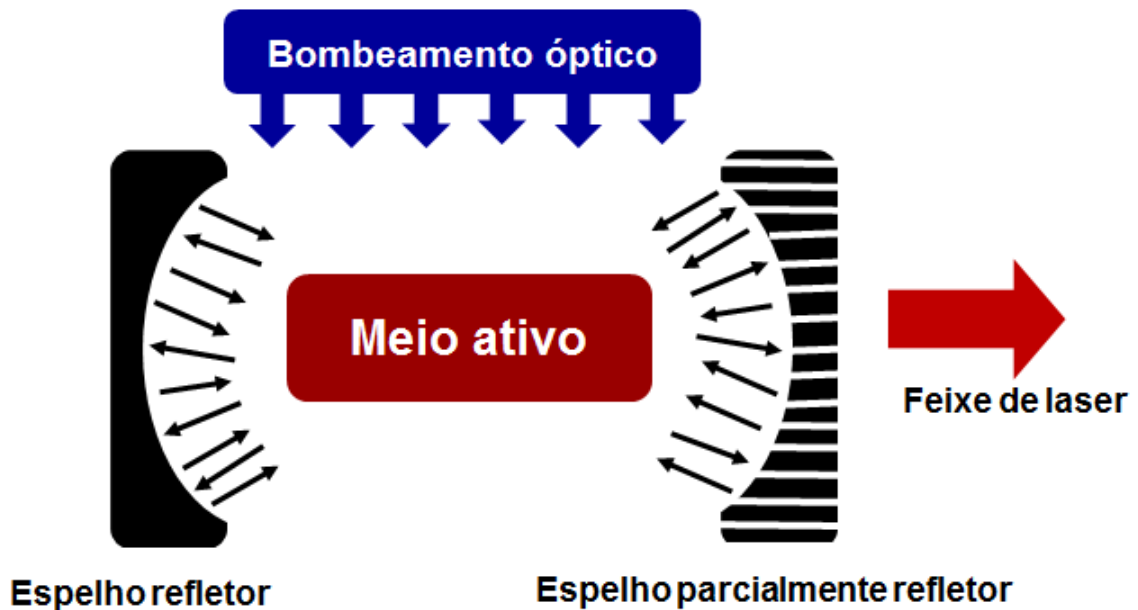 Bombeamento óptico
Meio ativo
Feixe de laser
Espelho refletor
Espelho parcialmente refletor